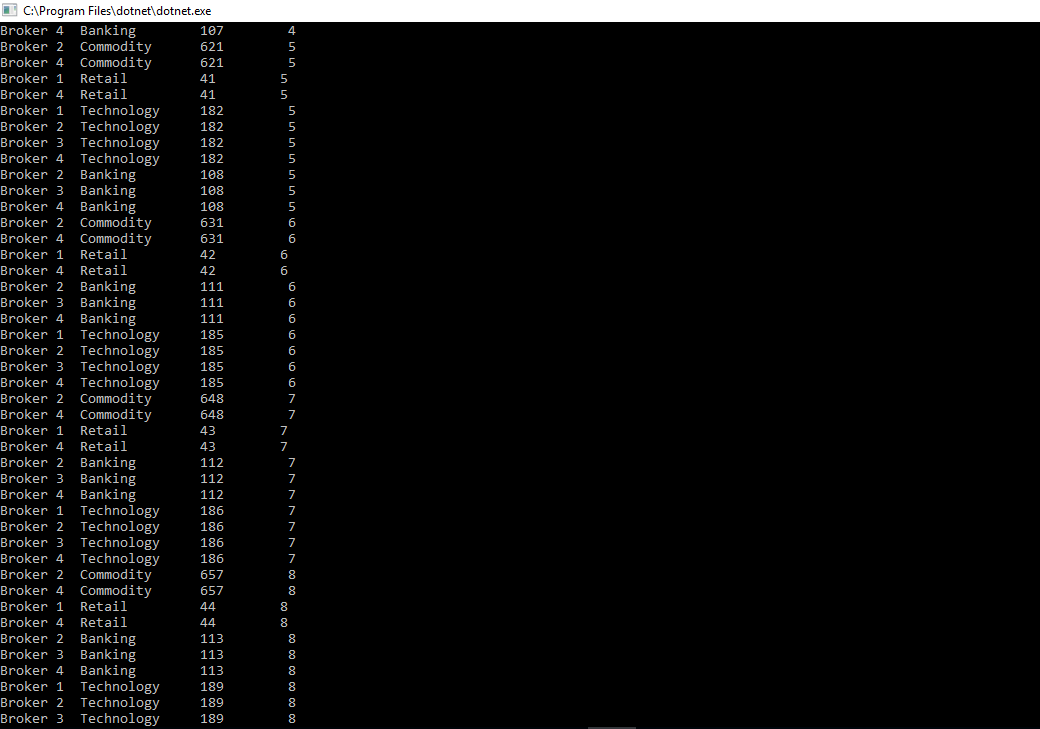 C:\Program Files\dotnet\dotnet.exe
Broker 4 Banking 107 4
Broker 2 Commodity 621 5
Broker 4 Commodity 621 5
Broker 1 Retail 41 5
Broker 4 Retail 41 5
Broker 1 Technology 182 5
Broker 2 Technology 182 5
Broker 3 Technology 182 5
Broker 4 Technology 182 5
Broker 2 Banking 108 5
Broker 3 Banking 108 5
Broker 4 Banking 108 5
Broker 2 Commodity 631 6
Broker 4 Commodity 631 6
Broker 1 Retail 42 6
Broker 4 Retail 42 6
Broker 2 Banking 111 6
Broker 3 Banking 111 6
Broker 4 Banking 111 6
Broker 1 Technology 185 6
Broker 2 Technology 185 6
Broker 3 Technology 185 6
Broker 4 Technology 185 6
Broker 2 Commodity 648 7
Broker 4 Commodity 648 7
Broker 1 Retail 43 7
Broker 4 Retail 43 7
Broker 2 Banking 112 7
Broker 3 Banking 112 7
Broker 4 Banking 112 7
Broker 1 Technology 186 7
Broker 2 Technology 186 7
Broker 3 Technology 186 7
Broker 4 Technology 186 7
Broker 2 Commodity 657 8
Broker 4 Commodity 657 8
Broker 1 Retail 44 8
Broker 4 Retail 44 8
Broker 2 Banking 113 8
Broker 3 Banking 113 8
Broker 4 Banking 113 8
Broker 1 Technology 189 8
Broker 2 Technology 189 8
Broker 3 Technology 189 8